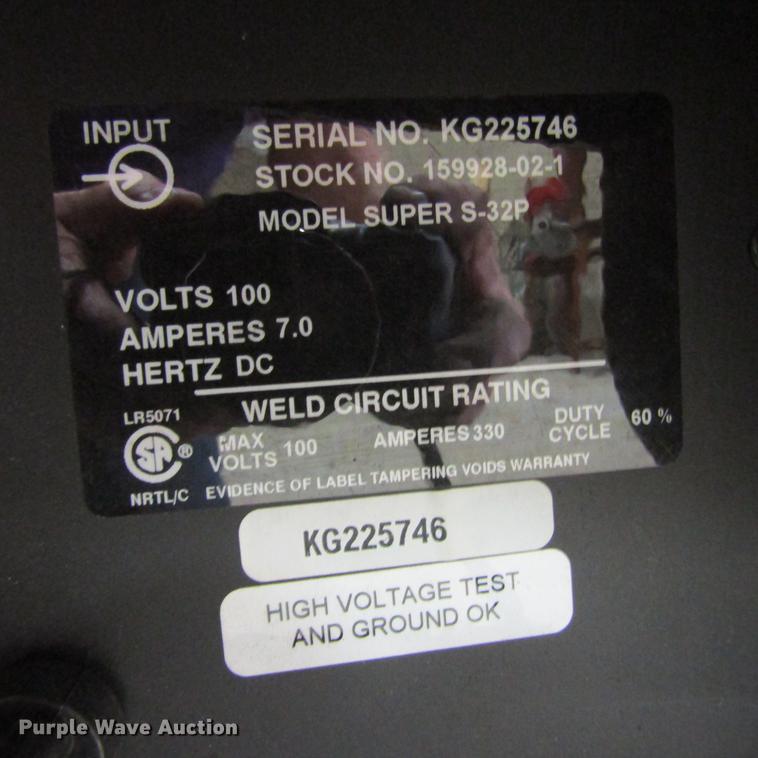 INPUT
SERIAL NO. KG225746
STOCK NO. 159928-02-1
MODEL SUPER S-32P
VOLTS 100
AMPERES 7.0
HERTZ DC
WELD CIRCUIT RATING
LR5071
SA®
NRTL/C
MAX VOLTS 100 AMPERES 330 DUTY CYCLE 60 %
EVIDENCE OF LABEL TAMPERING VOIDS WARRANTY
KG225746
HIGH VOLTAGE TEST
AND GROUND OK
Purple Wave Auction